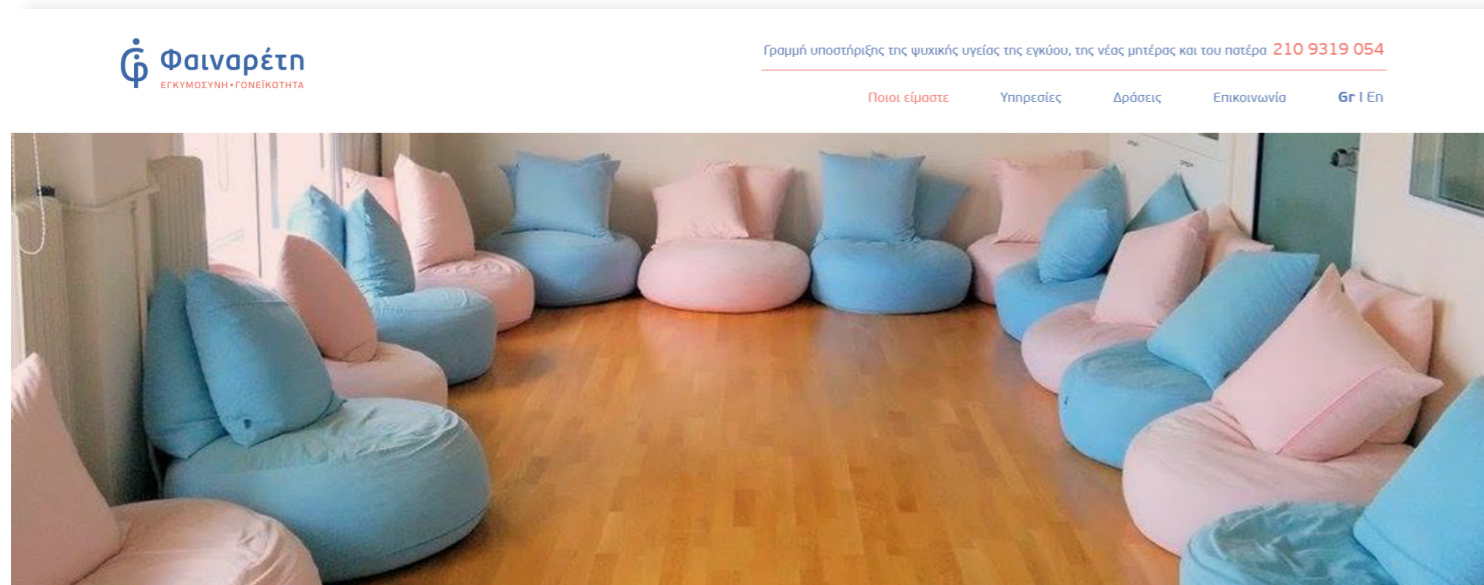 Φαιναρέτη
ΕΓΚΥΜΟΣΥΝΗ•ΓΟΝΕΪΚΟΤΗΤΑ
Γραμμή υποστήριξης της ψυχικής υγείας της εγκύου, της νέας μητέρας και του πατέρα 210 9319 054
Ποιοι είμαστε Υπηρεσίες Δράσεις Επικοινωνία Gr | En